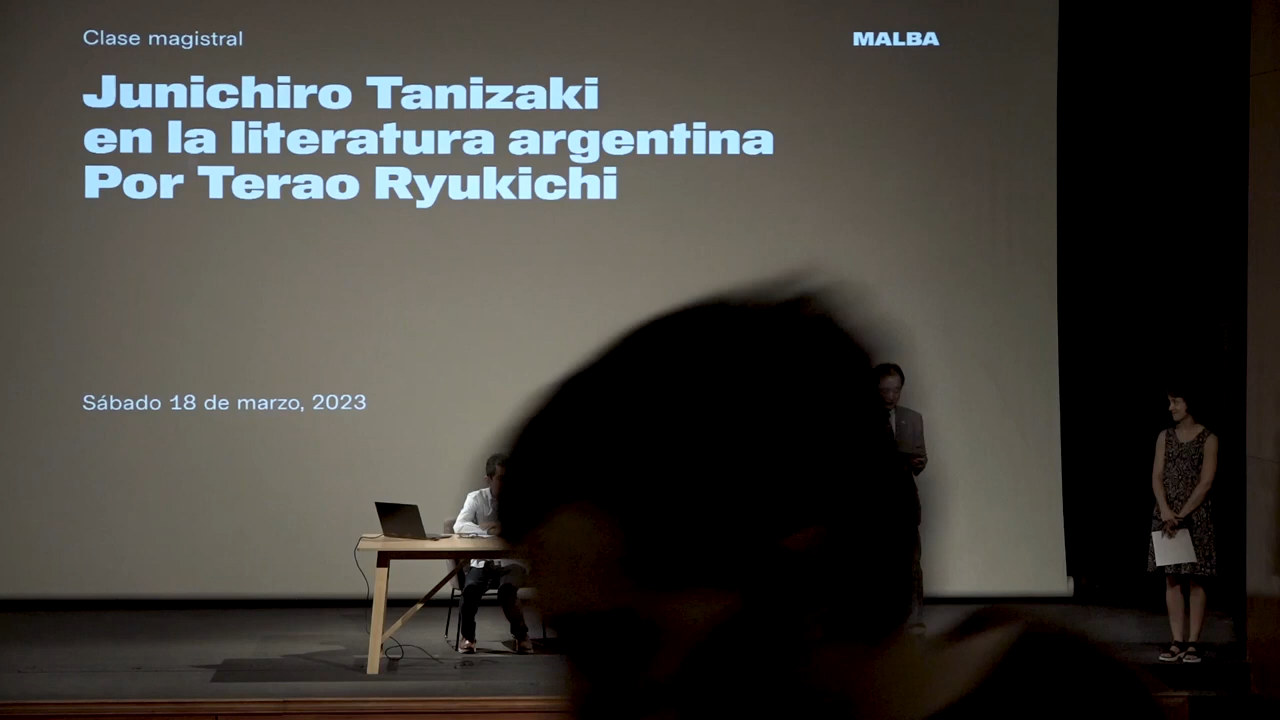 Clase magistral
MALBA
Junichiro Tanizaki
en la literatura argentina
Por Terao Ryukichi
Sábado 18 de marzo, 2023